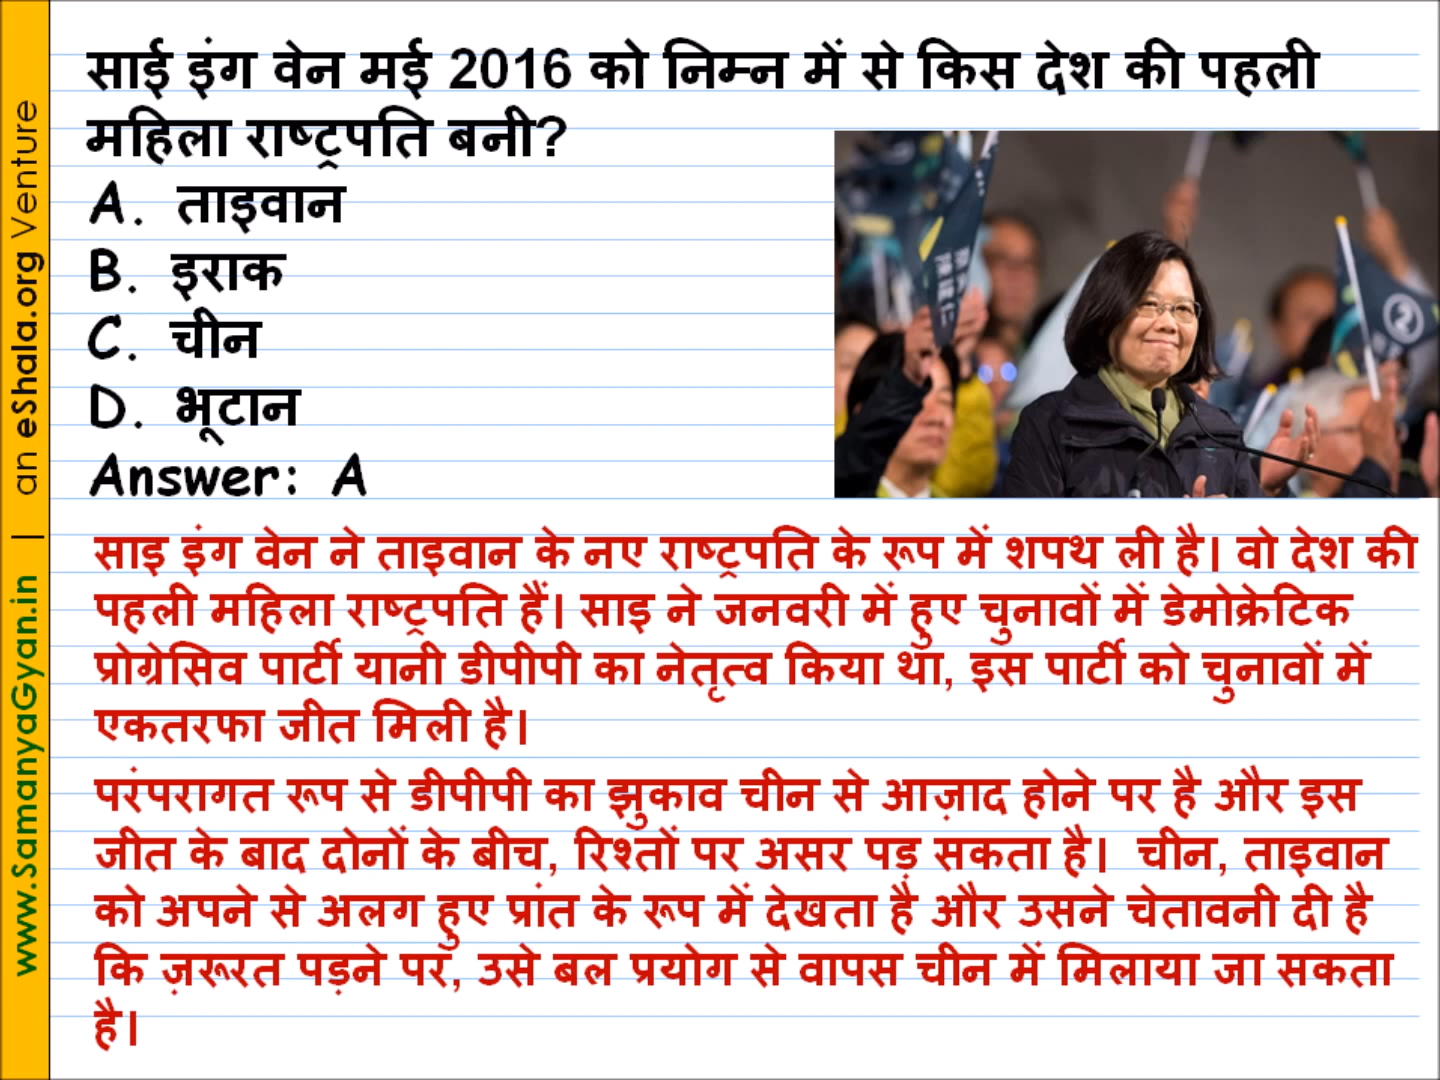 साई इंग वेन मई 2016 को निम्न में से किस देश की पहली
महिला राष्ट्रपति बनी?
A. ताइवान
B. इराक
C. चीन
D. भूटान
Answer: A
साइ इंग वेन ने ताइवान के नए राष्ट्रपति के रूप में शपथ ली है। वो देश की
पहली महिला राष्ट्रपति हैं। साइ ने जनवरी में हुए चुनावों में डेमोक्रेटिक
प्रोग्रेसिव पार्टी यानी डीपीपी का नेतृत्व किया था, इस पार्टी को चुनावों में
एकतरफा जीत मिली है।
परंपरागत रूप से डीपीपी का झुकाव चीन से आज़ाद होने पर है और इस
जीत के बाद दोनों के बीच, रिश्तों पर असर पड़ सकता है। चीन, ताइवान
को अपने से अलग हुए प्रांत के रूप में देखता है और उसने चेतावनी दी है
कि ज़रूरत पड़ने पर, उसे बल प्रयोग से वापस चीन में मिलाया जा सकता
है।
www.SamanyaGyan.in | an eShala.org Venture
2